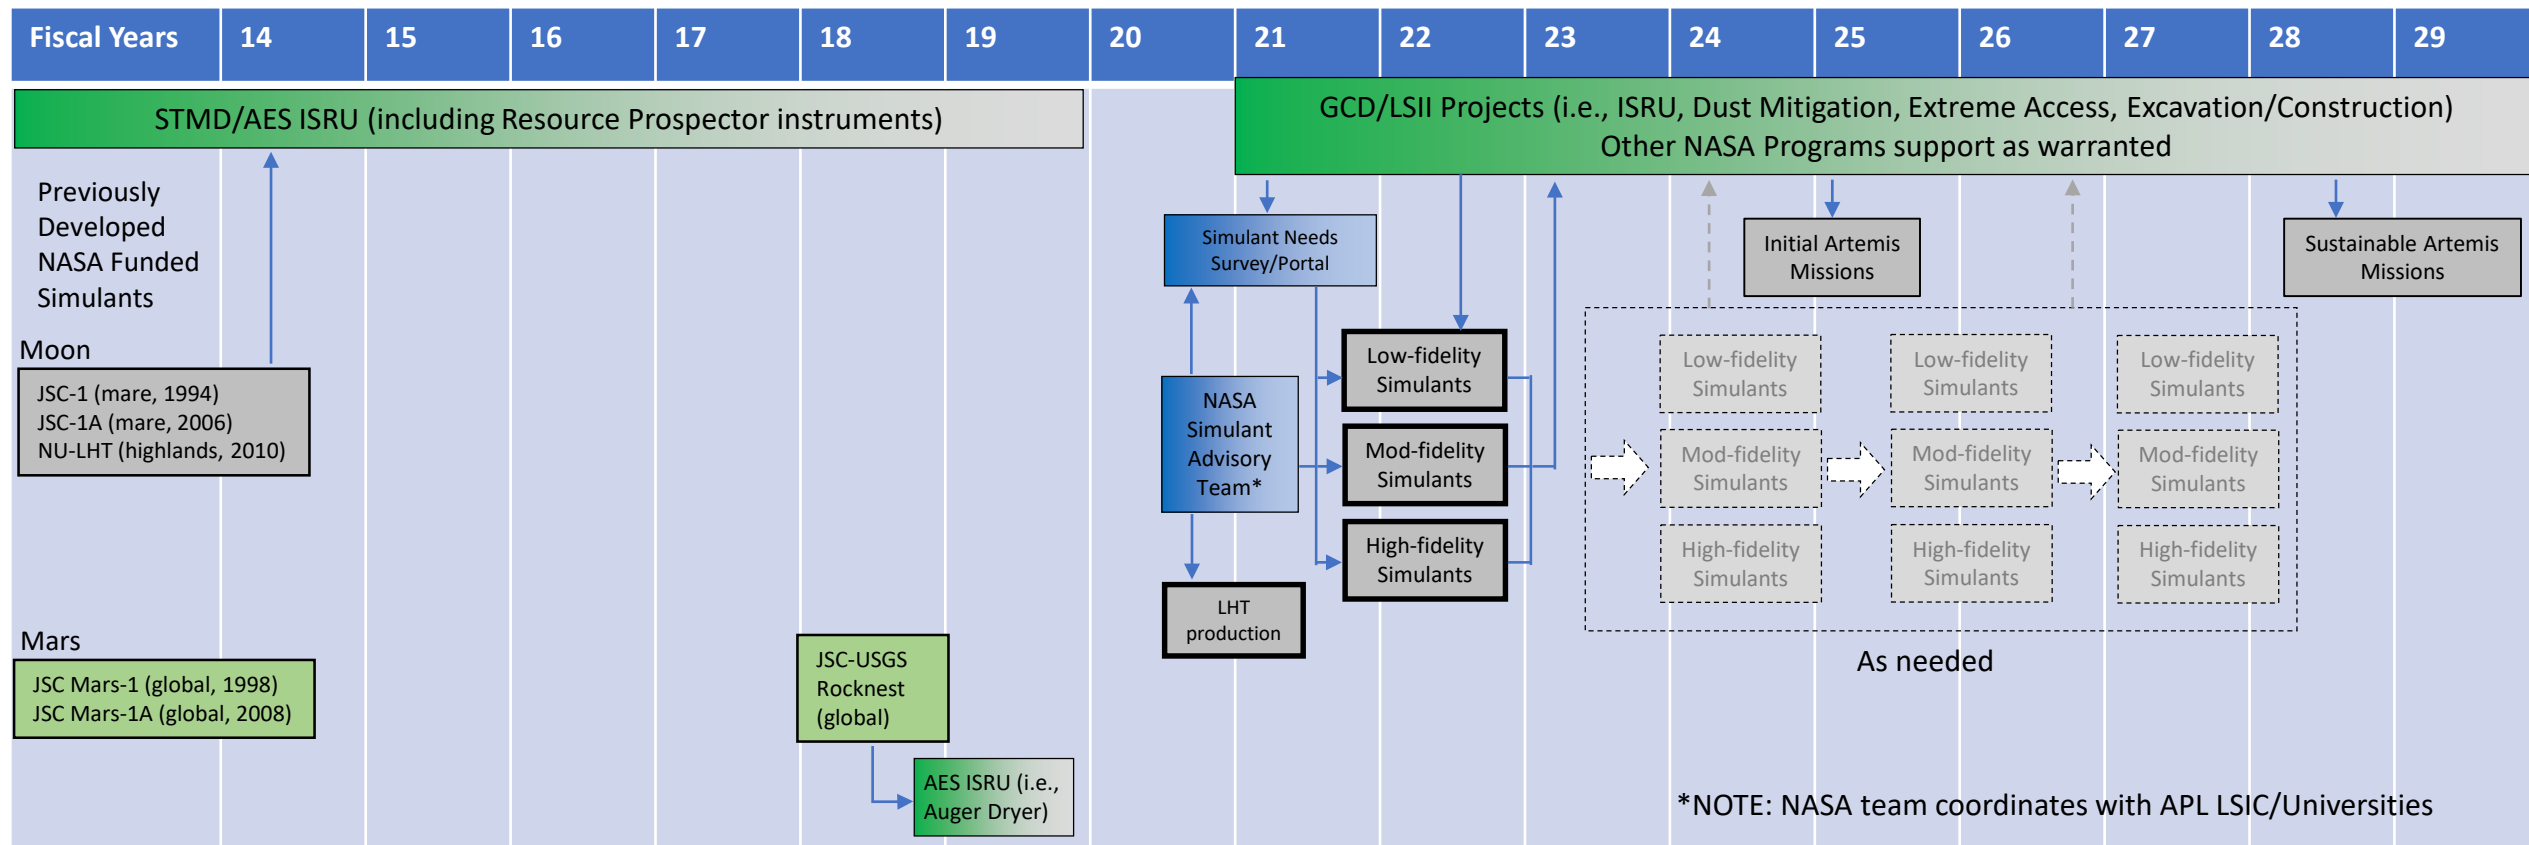 Fiscal Years 14 15 16 17 18 19 20 21 22 23 24 25 26 27 28 29
STMD/AES ISRU (including Resource Prospector instruments)
GCD/LSII Projects (i.e., ISRU, Dust Mitigation, Extreme Access, Excavation/Construction)
Other NASA Programs support as warranted
Previously
Developed
NASA Funded
Simulants
Moon
JSC-1 (mare, 1994)
JSC-1A (mare, 2006)
NU-LHT (highlands, 2010)
Mars
JSC Mars-1 (global, 1998)
JSC Mars-1A (global, 2008)
JSC-USGS
Rocknest
(global)
AES ISRU (i.e.,
Auger Dryer)
Simulant Needs
Survey/Portal
NASA
Simulant
Advisory
Team*
LHT
production
Low-fidelity
Simulants
Mod-fidelity
Simulants
High-fidelity
Simulants
Initial Artemis
Missions
Sustainable Artemis
Missions
Low-fidelity
Simulants
Mod-fidelity
Simulants
High-fidelity
Simulants
Low-fidelity
Simulants
Mod-fidelity
Simulants
High-fidelity
Simulants
Low-fidelity
Simulants
Mod-fidelity
Simulants
High-fidelity
Simulants
As needed
*NOTE: NASA team coordinates with APL LSIC/Universities